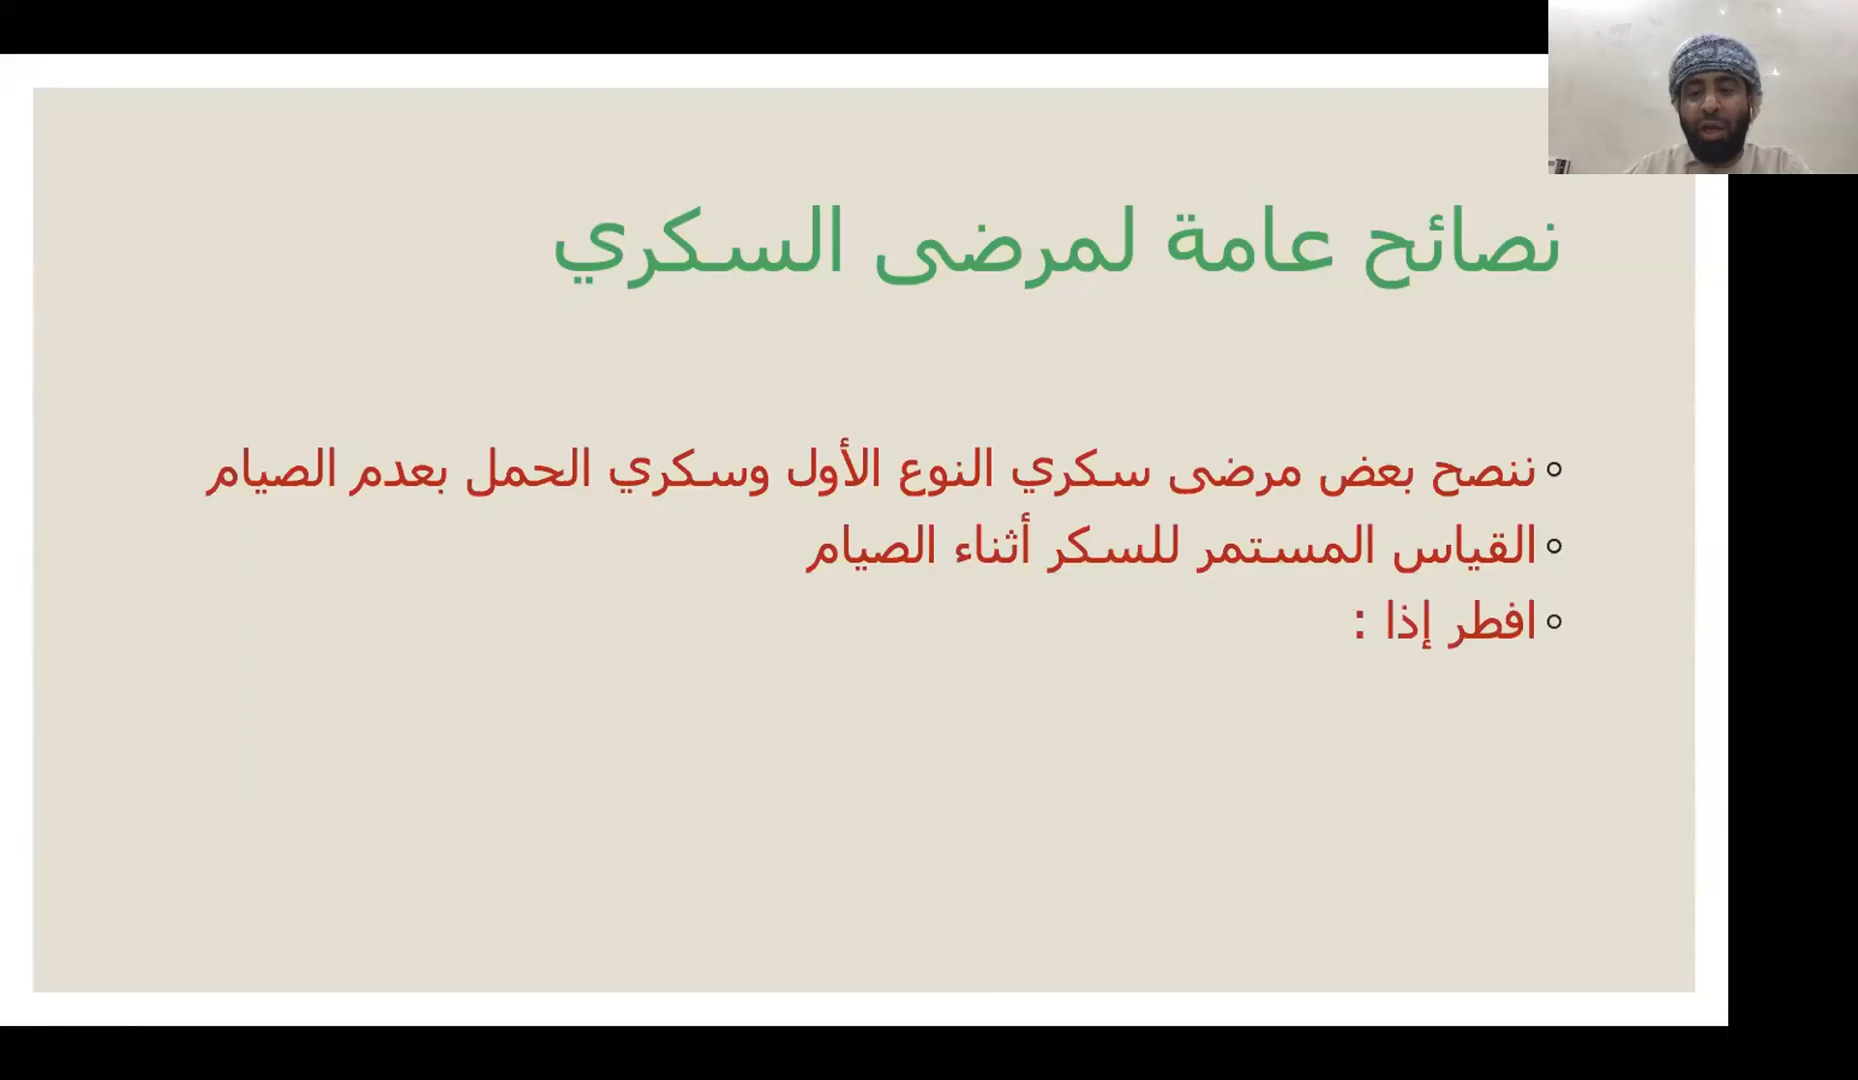 نصائح عامة لمرضى السكري
ننصح بعض مرضى سكري النوع الأول وسكري الحمل بعدم الصيام
القياس المستمر للسكر أثناء الصيام
افطر إذا :